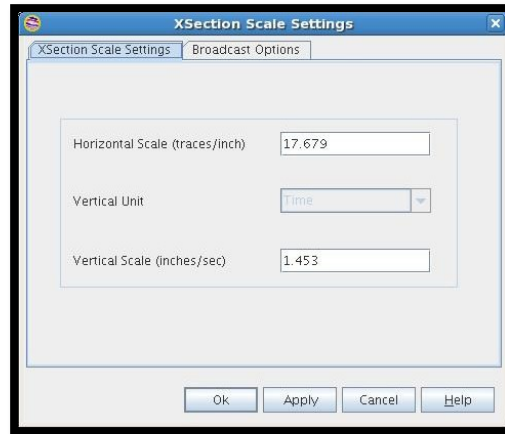 XSection Scale Settings
XSection Scale Settings Broadcast Options
Horizontal Scale (traces/inch) 17.679
Vertical Unit Time
Vertical Scale (inches/sec) 1.453
Ok Apply Cancel Help